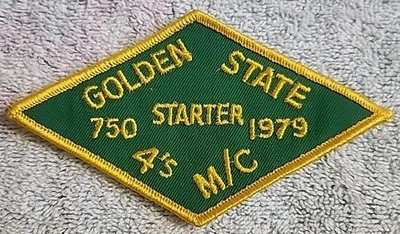 GOLDEN STATE
750 STARTER 1979
4's M/C